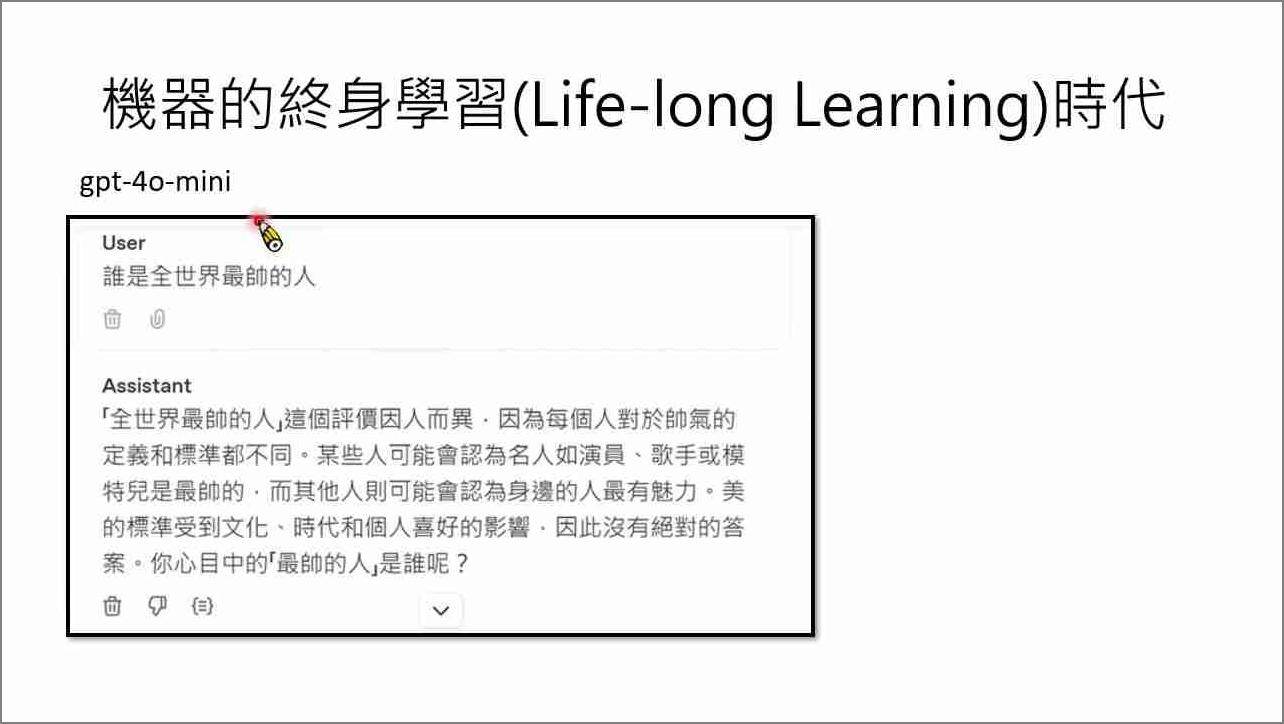 機器的終身學習(Life-long Learning)時代
gpt-4o-mini
User
誰是全世界最帥的人
Assistant
「全世界最帥的人」這個評價因人而異，因為每個人對於帥氣的
定義和標準都不同。某些人可能會認為名人如演員、歌手或模
特兒是最帥的，而其他人則可能會認為身邊的人最有魅力。美
的標準受到文化、時代和個人喜好的影響，因此沒有絕對的答
案。你心目中的「最帥的人」是誰呢？